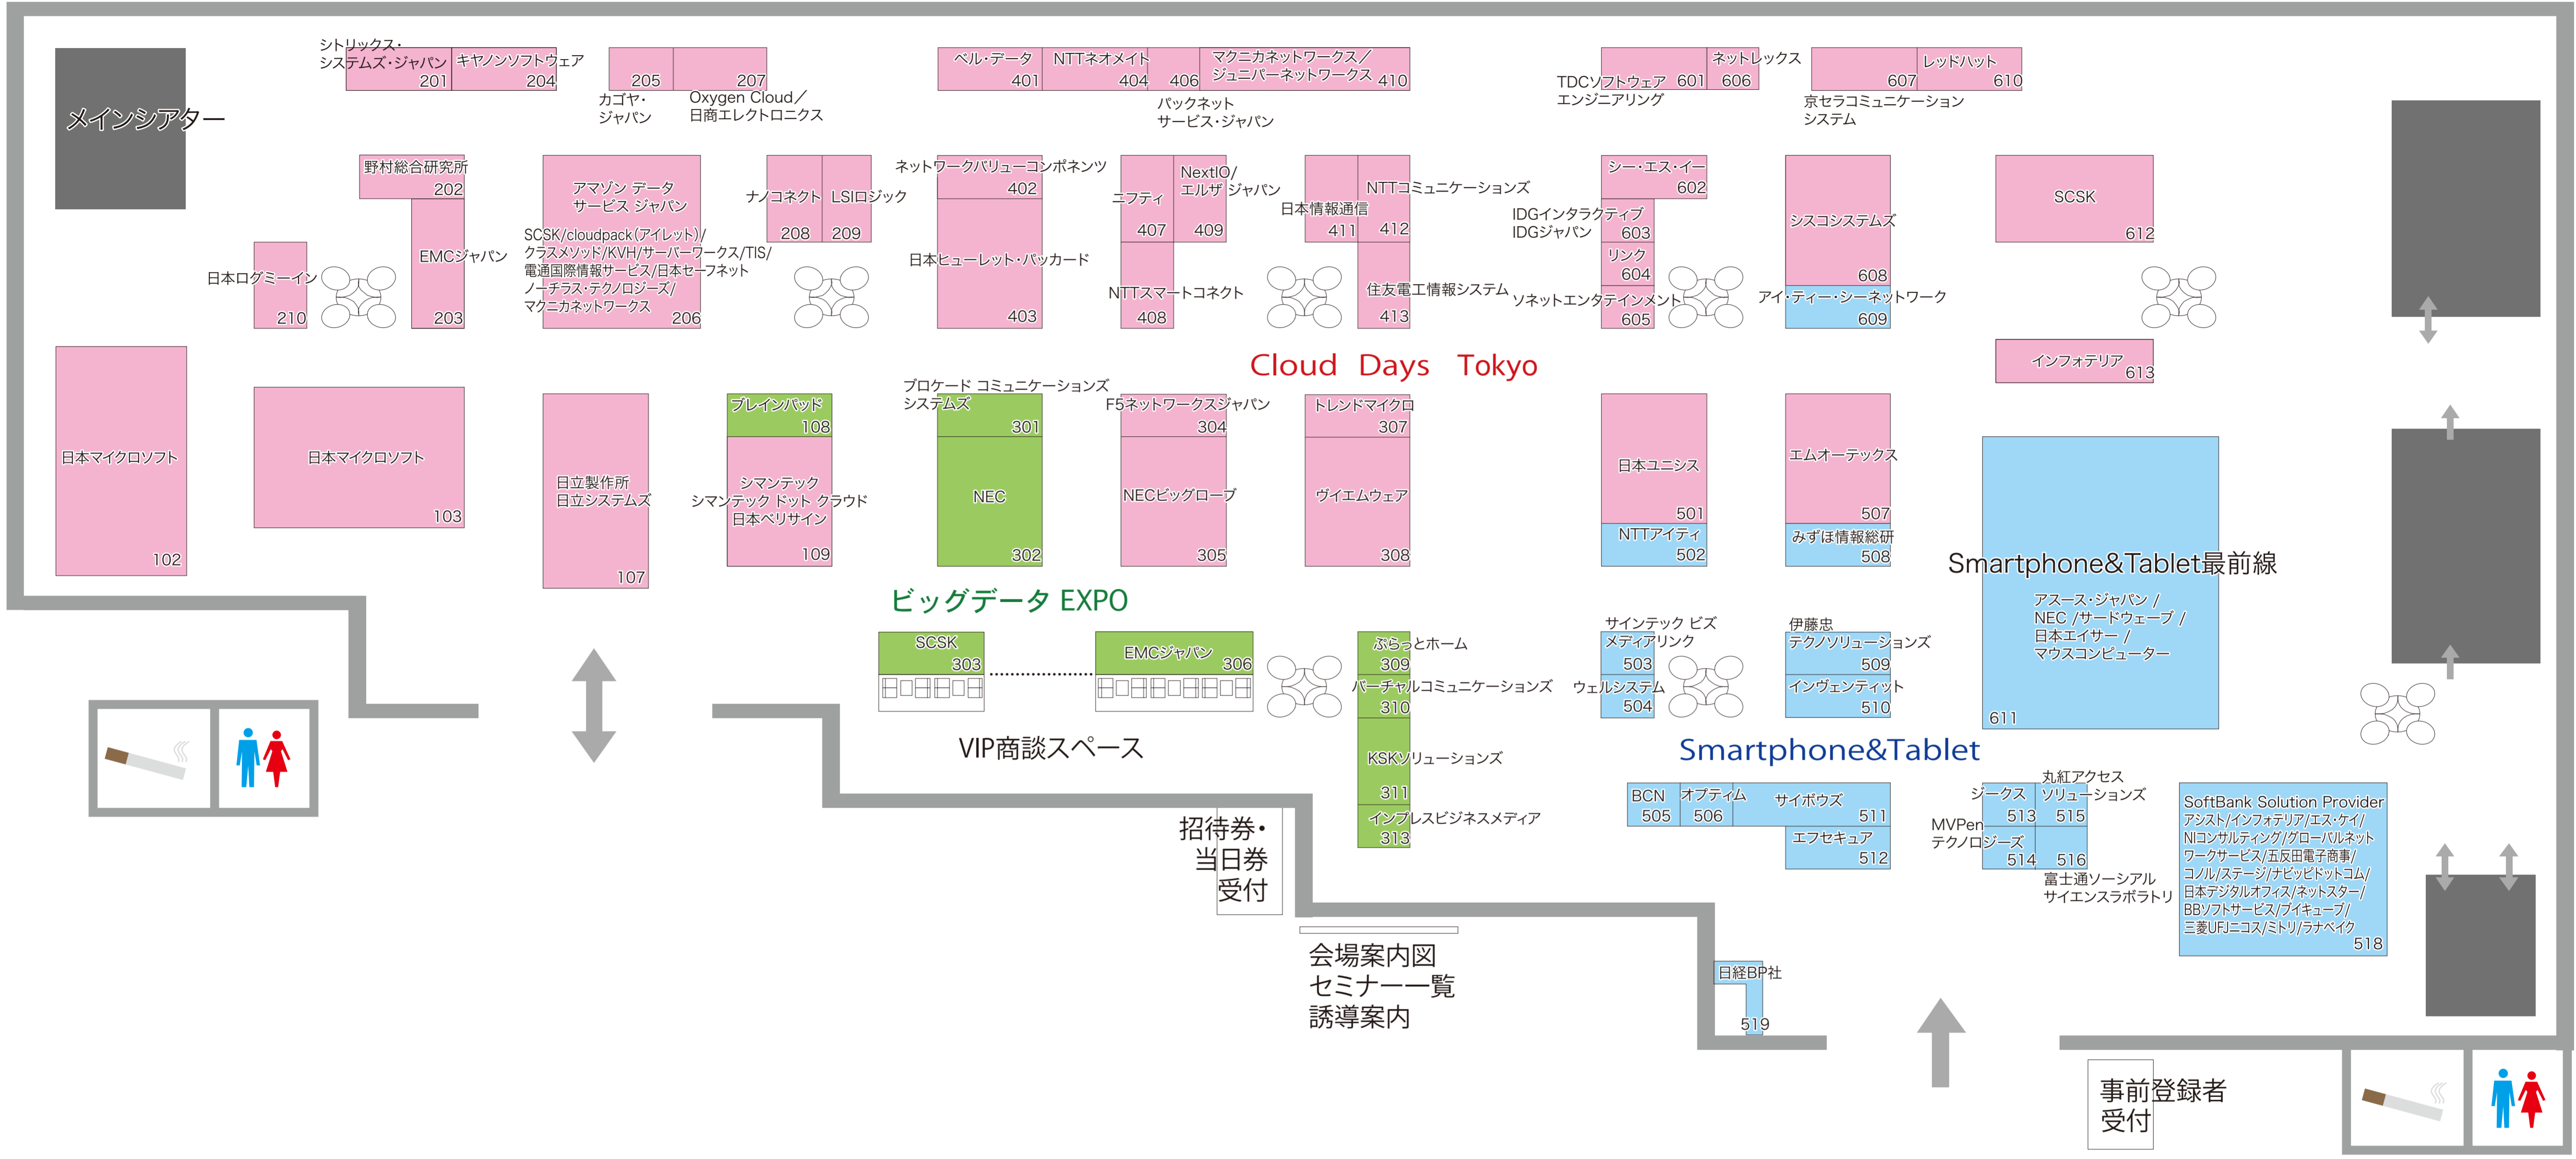 シトリックス・
システムズ・ジャパン
201
キヤノンソフトウェア
204
205
カゴヤ・
ジャパン
207
Oxygen Cloud／
日商エレクトロニクス
ベル・データ
401
NTTネオメイト
404
406
パックネット
サービス・ジャパン
マクニカネットワークス／
ジュニパーネットワークス
410
TDCソフトウェア
エンジニアリング
601
ネットレックス
606
607
京セラコミュニケーション
システム
レッドハット
610
メインシアター
野村総合研究所
202
EMCジャパン
203
日本ログミーイン
210
アマゾン データ
サービス ジャパン
SCSK/cloudpack（アイレット）/
クラスメソッド/KVH/サーバーワークス/TIS/
電通国際情報サービス/日本セーフネット
ノーチラス・テクノロジーズ/
マクニカネットワークス
206
ナノコネクト
208
LSIロジック
209
ネットワークバリューコンポネンツ
402
日本ヒューレット・パッカード
403
ニフティ
407
NextIO/
エルザ ジャパン
409
NTTスマートコネクト
408
日本情報通信
411
NTTコミュニケーションズ
412
住友電工情報システム
413
シー・エス・イー
602
IDGインタラクティブ
IDGジャパン
603
リンク
604
ソネットエンタテインメント
605
シスコシステムズ
608
アイ・ティー・シーネットワーク
609
SCSK
612
インフォテリア
613
Cloud Days Tokyo
日本マイクロソフト
102
日本マイクロソフト
103
日立製作所
日立システムズ
107
ブレインパッド
108
シマンテック
シマンテック ドット クラウド
日本ベリサイン
109
ブロケード コミュニケーションズ
システムズ
301
NEC
302
F5ネットワークスジャパン
304
NECビッグローブ
305
トレンドマイクロ
307
ヴイエムウェア
308
日本ユニシス
501
NTTアイティ
502
エムオーテックス
507
みずほ情報総研
508
Smartphone&Tablet最前線
アスース・ジャパン /
NEC /サードウェーブ /
日本エイサー /
マウスコンピューター
611
ビッグデータ EXPO
SCSK
303
EMCジャパン
306
VIP商談スペース
ぷらっとホーム
309
バーチャルコミュニケーションズ
310
KSKソリューションズ
311
インプレスビジネスメディア
313
サインテック ビズ
メディアリンク
503
ウェルシステム
504
伊藤忠
テクノソリューションズ
509
インヴェンティット
510
Smartphone&Tablet
BCN
505
オプティム
506
サイボウズ
511
エフセキュア
512
ジークス
513
丸紅アクセス
ソリューションズ
515
MVPen
テクノロジーズ
514
516
富士通ソーシアル
サイエンスラボラトリ
SoftBank Solution Provider
アシスト/インフォテリア/エス・ケイ/
NIコンサルティング/グローバルネット
ワークサービス/五反田電子商事/
コノル/ステージ/ナビッピドットコム/
日本デジタルオフィス/ネットスター/
BBソフトサービス/ブイキューブ/
三菱UFJニコス/ミトリ/ラナベイク
518
招待券・
当日券
受付
会場案内図
セミナー一覧
誘導案内
日経BP社
519
事前登録者
受付